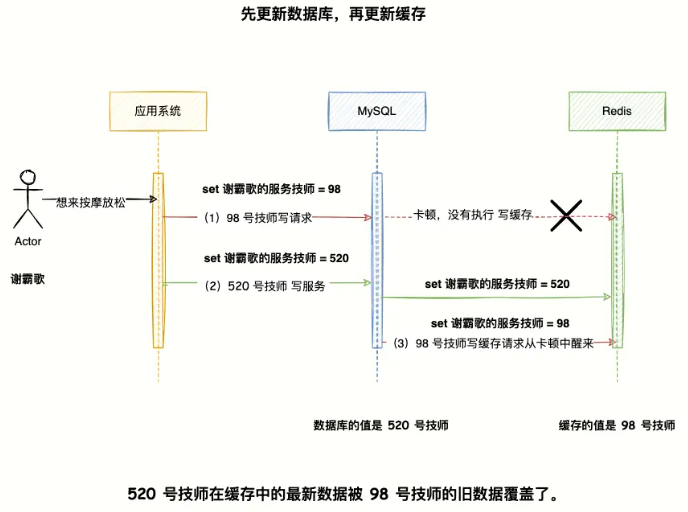 先更新数据库，再更新缓存
应用系统
MySQL
Redis
set 谢霸歌的服务技师 = 98
想来按摩放松
（1）98 号技师写请求
卡顿，没有执行 写缓存
Actor
set 谢霸歌的服务技师 = 520
谢霸歌
（2）520 号技师 写服务
set 谢霸歌的服务技师 = 520
set 谢霸歌的服务技师 = 98
（3）98 号技师写缓存请求从卡顿中醒来
数据库的值是 520 号技师
缓存的值是 98 号技师
520 号技师在缓存中的最新数据被 98 号技师的旧数据覆盖了。